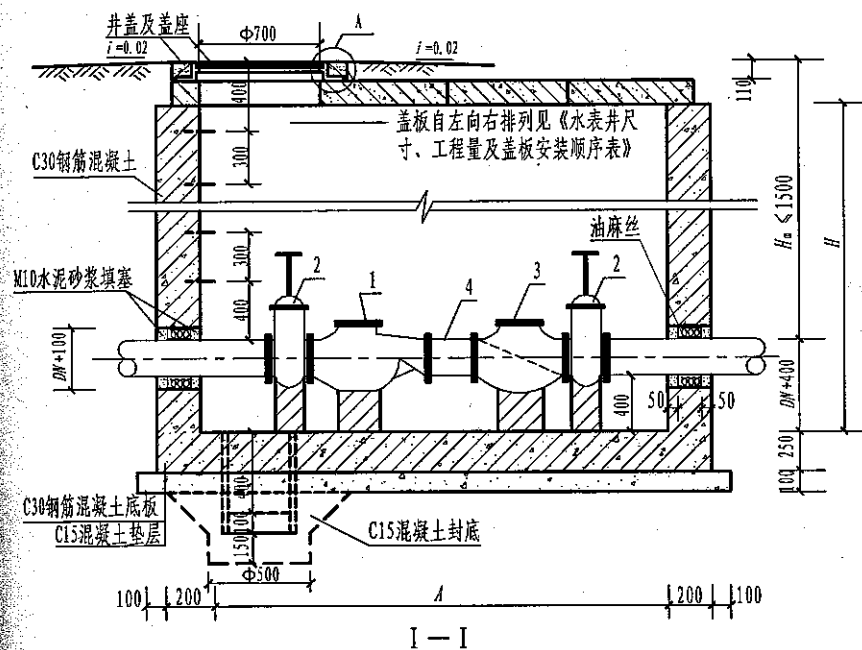 井盖及盖座
Φ700
A
i=0.02
i=0.02
400
110
盖板自左向右排列见《水表井尺
寸、工程量及盖板安装顺序表》
300
C30钢筋混凝土
≤1500
H
油麻丝
300
2
1
3
2
4
M10水泥砂浆填塞
400
DN+100
DN+400
400
50
50
250
400
100
C30钢筋混凝土底板
100
C15混凝土垫层
C15混凝土封底
150
Φ500
100
200
A
200
100
I—I